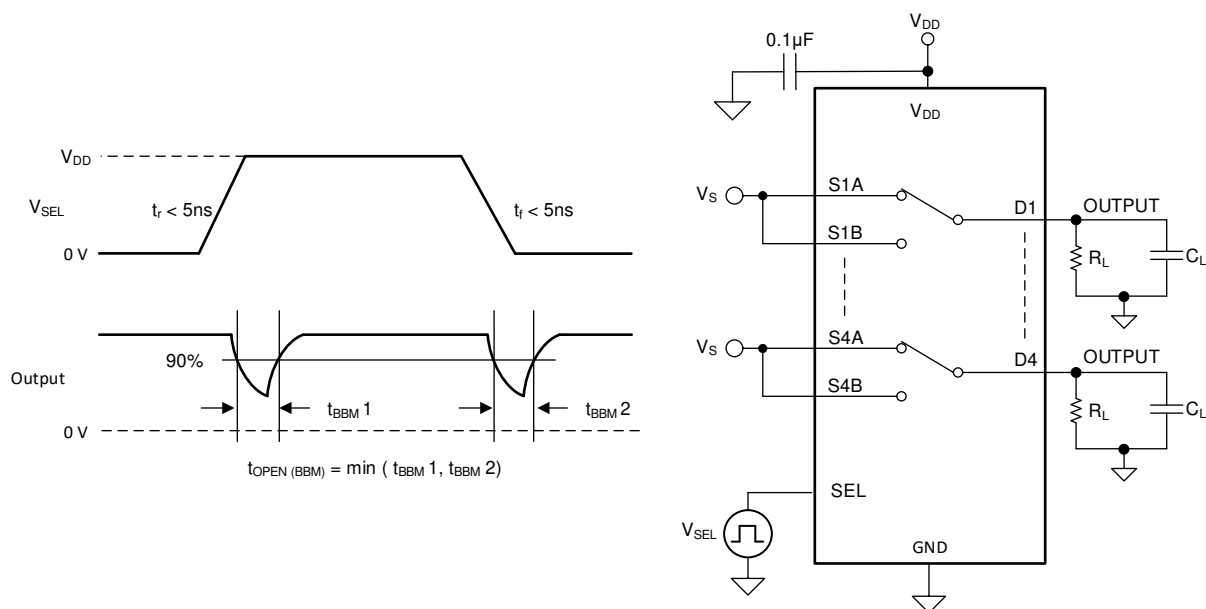 V_DD
V_SEL
t_r < 5ns
t_f < 5ns
0 V
90%
Output
t_BBM 1
t_BBM 2
0 V
t_OPEN (BBM) = min ( t_BBM 1, t_BBM 2)
V_DD
0.1µF
V_DD
V_S
S1A
D1
OUTPUT
S1B
R_L
C_L
V_S
S4A
D4
OUTPUT
S4B
R_L
C_L
SEL
V_SEL
GND